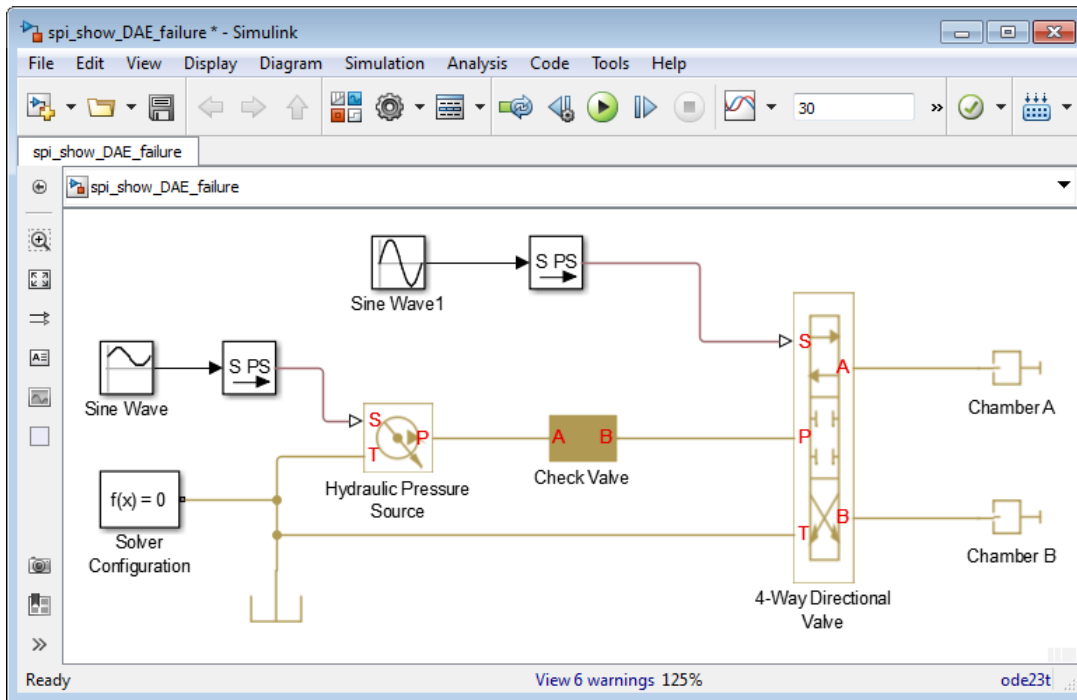 spi_show_DAE_failure * - Simulink
File Edit View Display Diagram Simulation Analysis Code Tools Help
30
spi_show_DAE_failure
spi_show_DAE_failure
S PS
Sine Wave1
S PS
Sine Wave
S
A
Chamber A
S
P
T
Hydraulic Pressure
Source
A B
Check Valve
P
f(x) = 0
Solver
Configuration
T
B
Chamber B
4-Way Directional
Valve
Ready View 6 warnings 125% ode23t